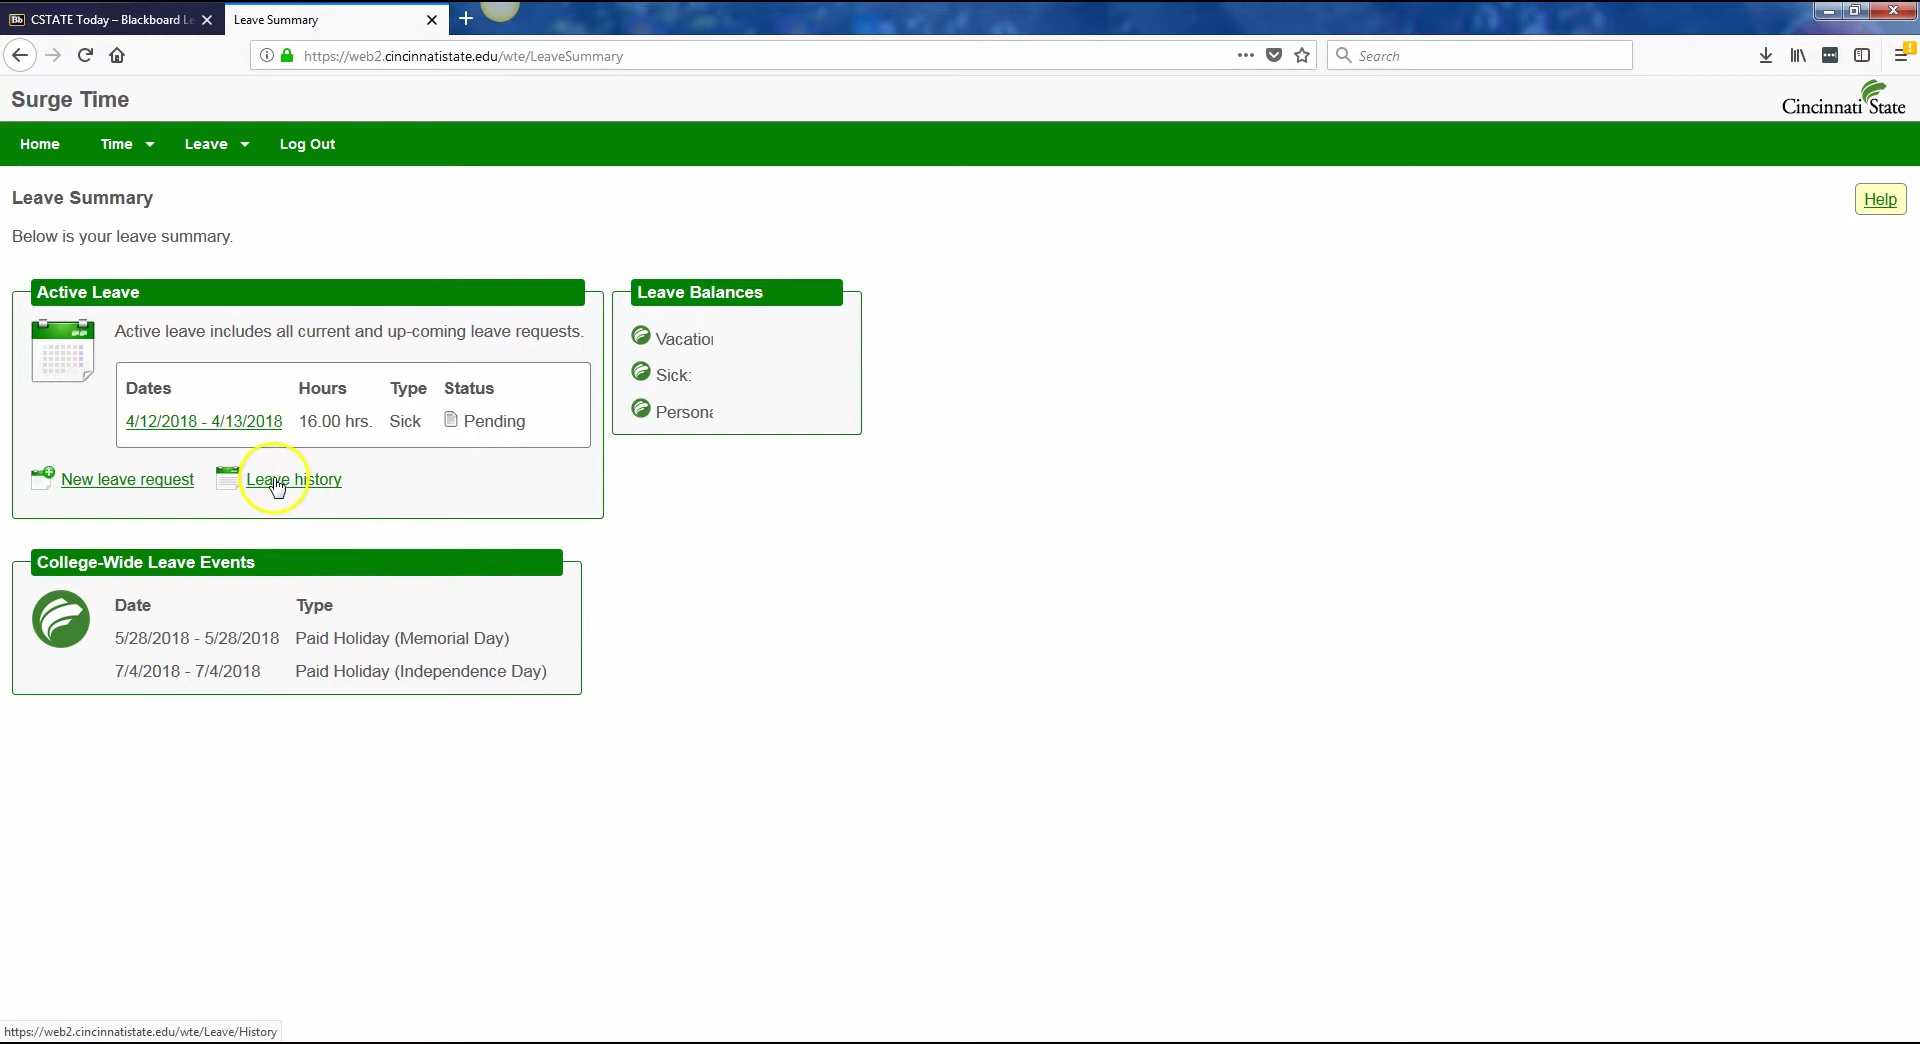 CSTATE Today – Blackboard Le
Leave Summary
https://web2.cincinnatistate.edu/wte/LeaveSummary
Search
Surge Time
Cincinnati State
Home Time Leave Log Out
Leave Summary
Help
Below is your leave summary.
Active Leave
Active leave includes all current and up-coming leave requests.
Dates Hours Type Status
4/12/2018 - 4/13/2018 16.00 hrs. Sick Pending
New leave request Leave history
Leave Balances
Vacation
Sick:
Persona
College-Wide Leave Events
Date Type
5/28/2018 - 5/28/2018 Paid Holiday (Memorial Day)
7/4/2018 - 7/4/2018 Paid Holiday (Independence Day)
https://web2.cincinnatistate.edu/wte/Leave/History